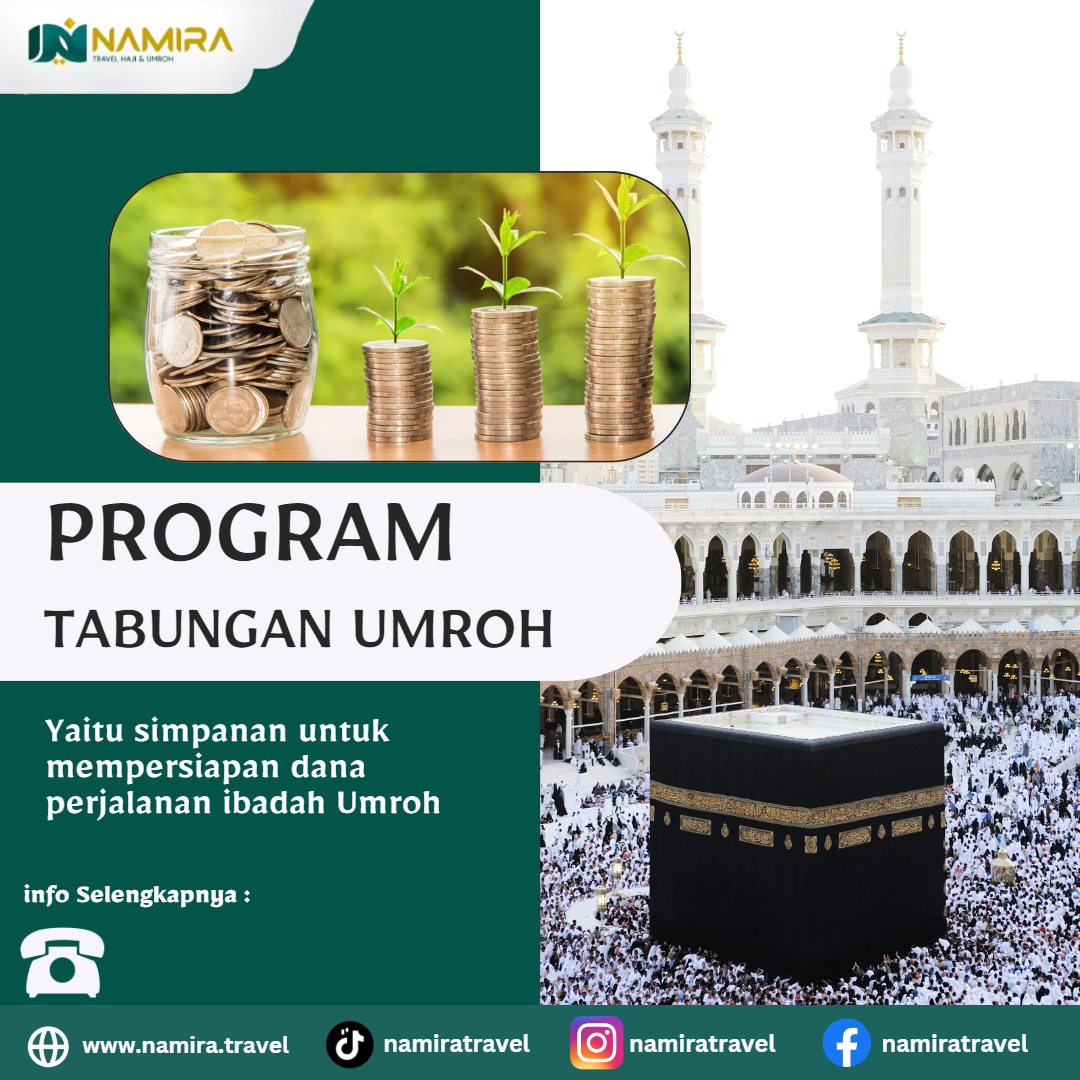 NAMIRA
TRAVEL HAJI & UMROH
PROGRAM
TABUNGAN UMROH
Yaitu simpanan untuk
mempersiapan dana
perjalanan ibadah Umroh
info Selengkapnya :
www.namira.travel
namiratravel
namiratravel
namiratravel